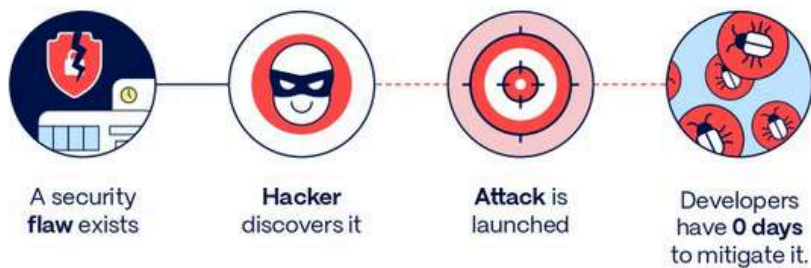 A security
flaw exists
Hacker
discovers it
Attack is
launched
Developers
have 0 days
to mitigate it.